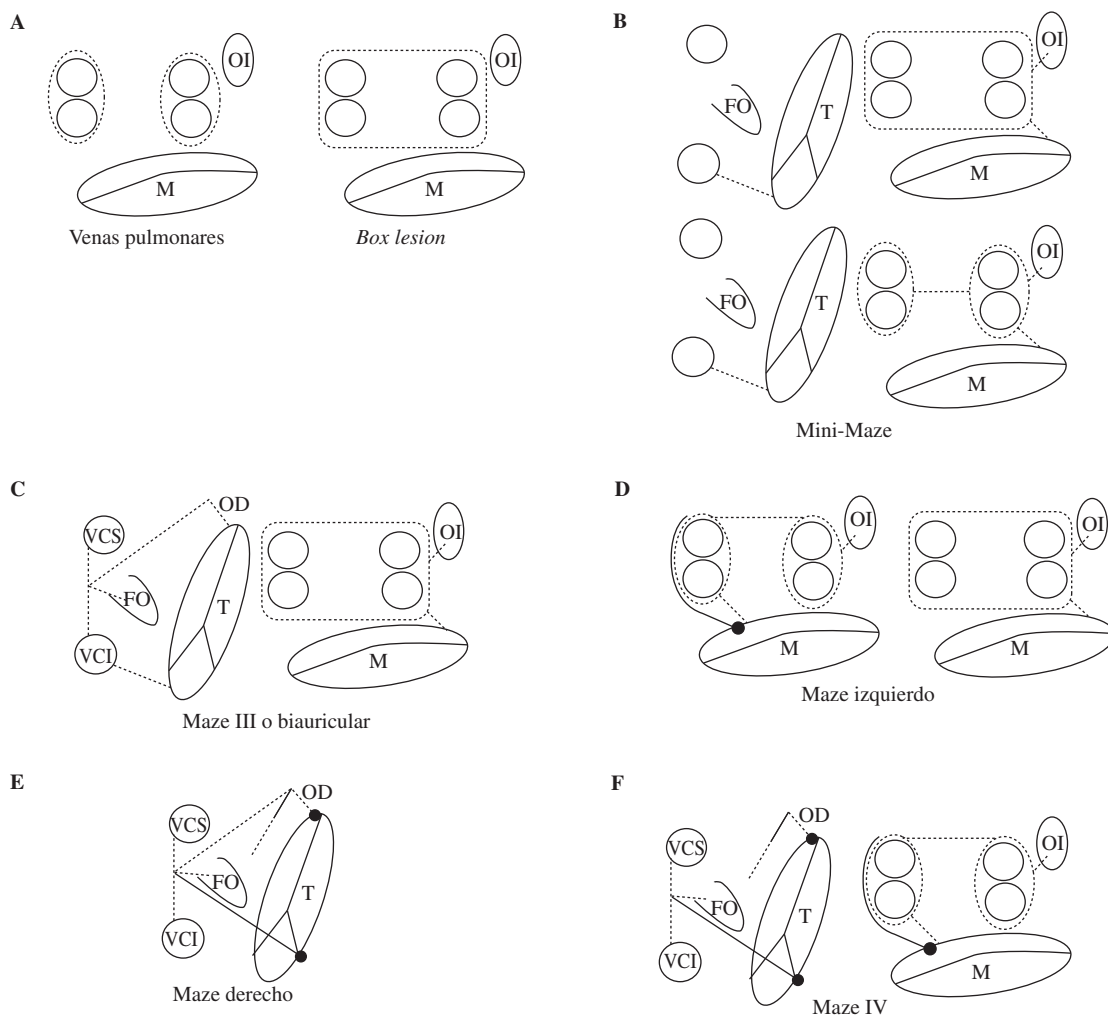 A
OI
OI
M
M
Venas pulmonares
Box lesion
B
OI
FO
T
M
OI
FO
T
M
Mini-Maze
C
OD
VCS
OI
FO
T
VCI
M
Maze III o biauricular
D
OI
OI
M
M
Maze izquierdo
E
OD
VCS
FO
T
VCI
Maze derecho
F
OD
VCS
OI
FO
T
VCI
M
Maze IV